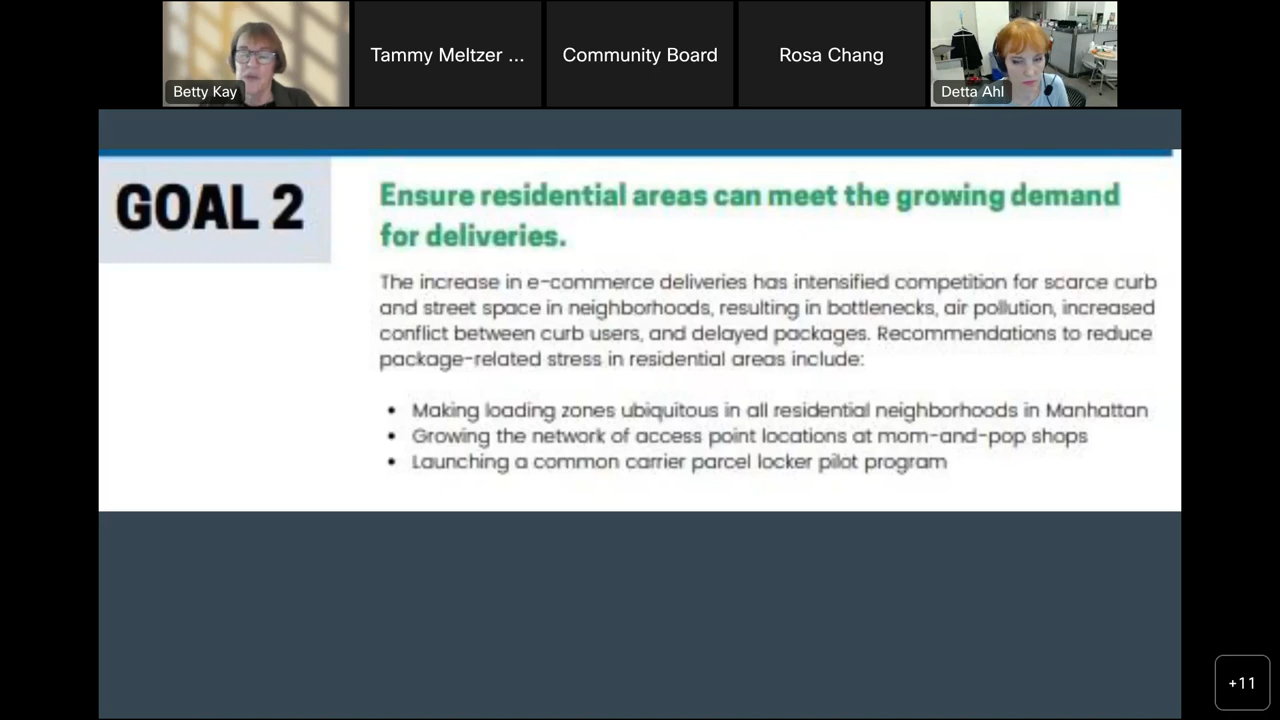 Betty Kay
Tammy Meltzer ...
Community Board
Rosa Chang
Detta Ahl
GOAL 2
Ensure residential areas can meet the growing demand
for deliveries.
The increase in e-commerce deliveries has intensified competition for scarce curb
and street space in neighborhoods, resulting in bottlenecks, air pollution, increased
conflict between curb users, and delayed packages. Recommendations to reduce
package-related stress in residential areas include:
• Making loading zones ubiquitous in all residential neighborhoods in Manhattan
• Growing the network of access point locations at mom-and-pop shops
• Launching a common carrier parcel locker pilot program
+11